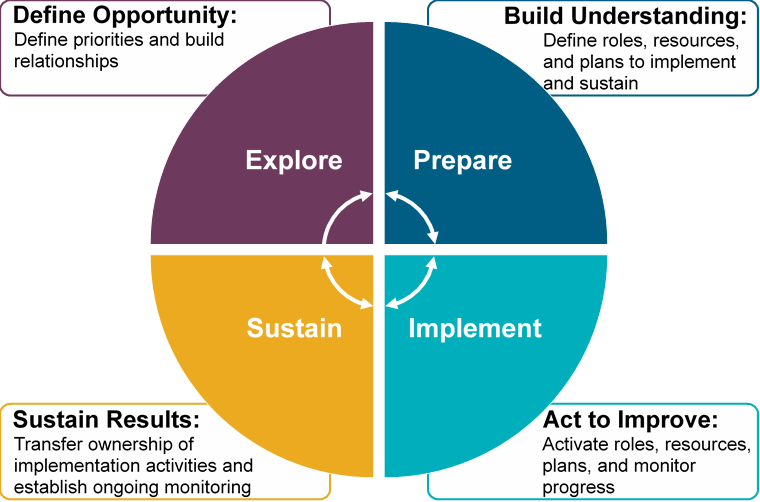 Define Opportunity:
Define priorities and build
relationships
Build Understanding:
Define roles, resources,
and plans to implement
and sustain
Explore
Prepare
Sustain
Implement
Sustain Results:
Transfer ownership of
implementation activities and
establish ongoing monitoring
Act to Improve:
Activate roles, resources,
plans, and monitor
progress